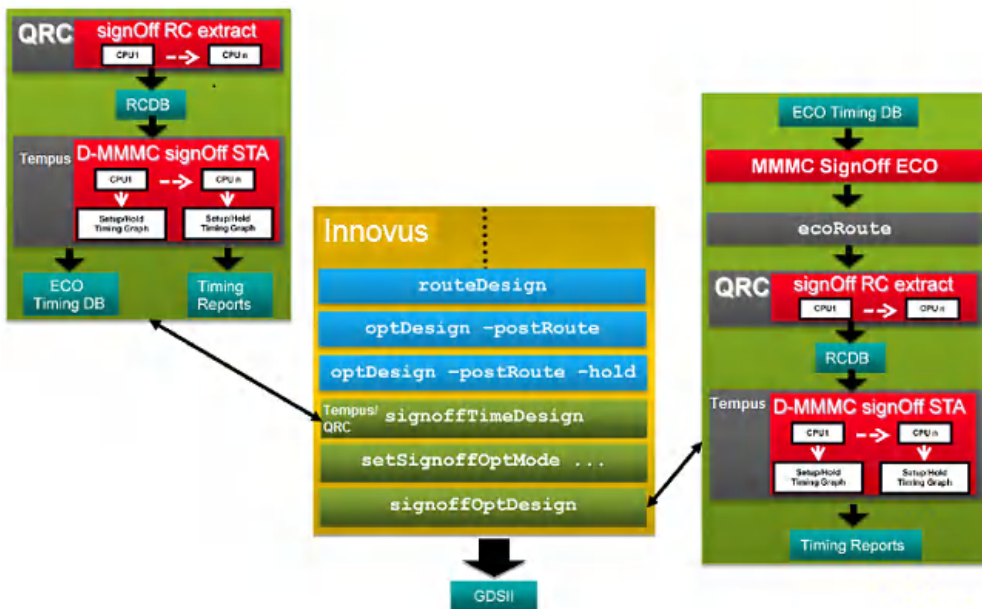 QRC
signOff RC extract
CPU1
CPU n
RCDB
Tempus
D-MMMC signOff STA
CPU1
CPU n
Setup/Hold
Timing Graph
Setup/Hold
Timing Graph
ECO
Timing DB
Timing
Reports
Innovus
routeDesign
optDesign –postRoute
optDesign –postRoute –hold
Tempus/
QRC
signoffTimeDesign
setSignoffOptMode ...
signoffOptDesign
GDSII
ECO Timing DB
MMMC SignOff ECO
ecoRoute
QRC
signOff RC extract
CPU1
CPU n
RCDB
Tempus
D-MMMC signOff STA
CPU1
CPU n
Setup/Hold
Timing Graph
Setup/Hold
Timing Graph
Timing Reports